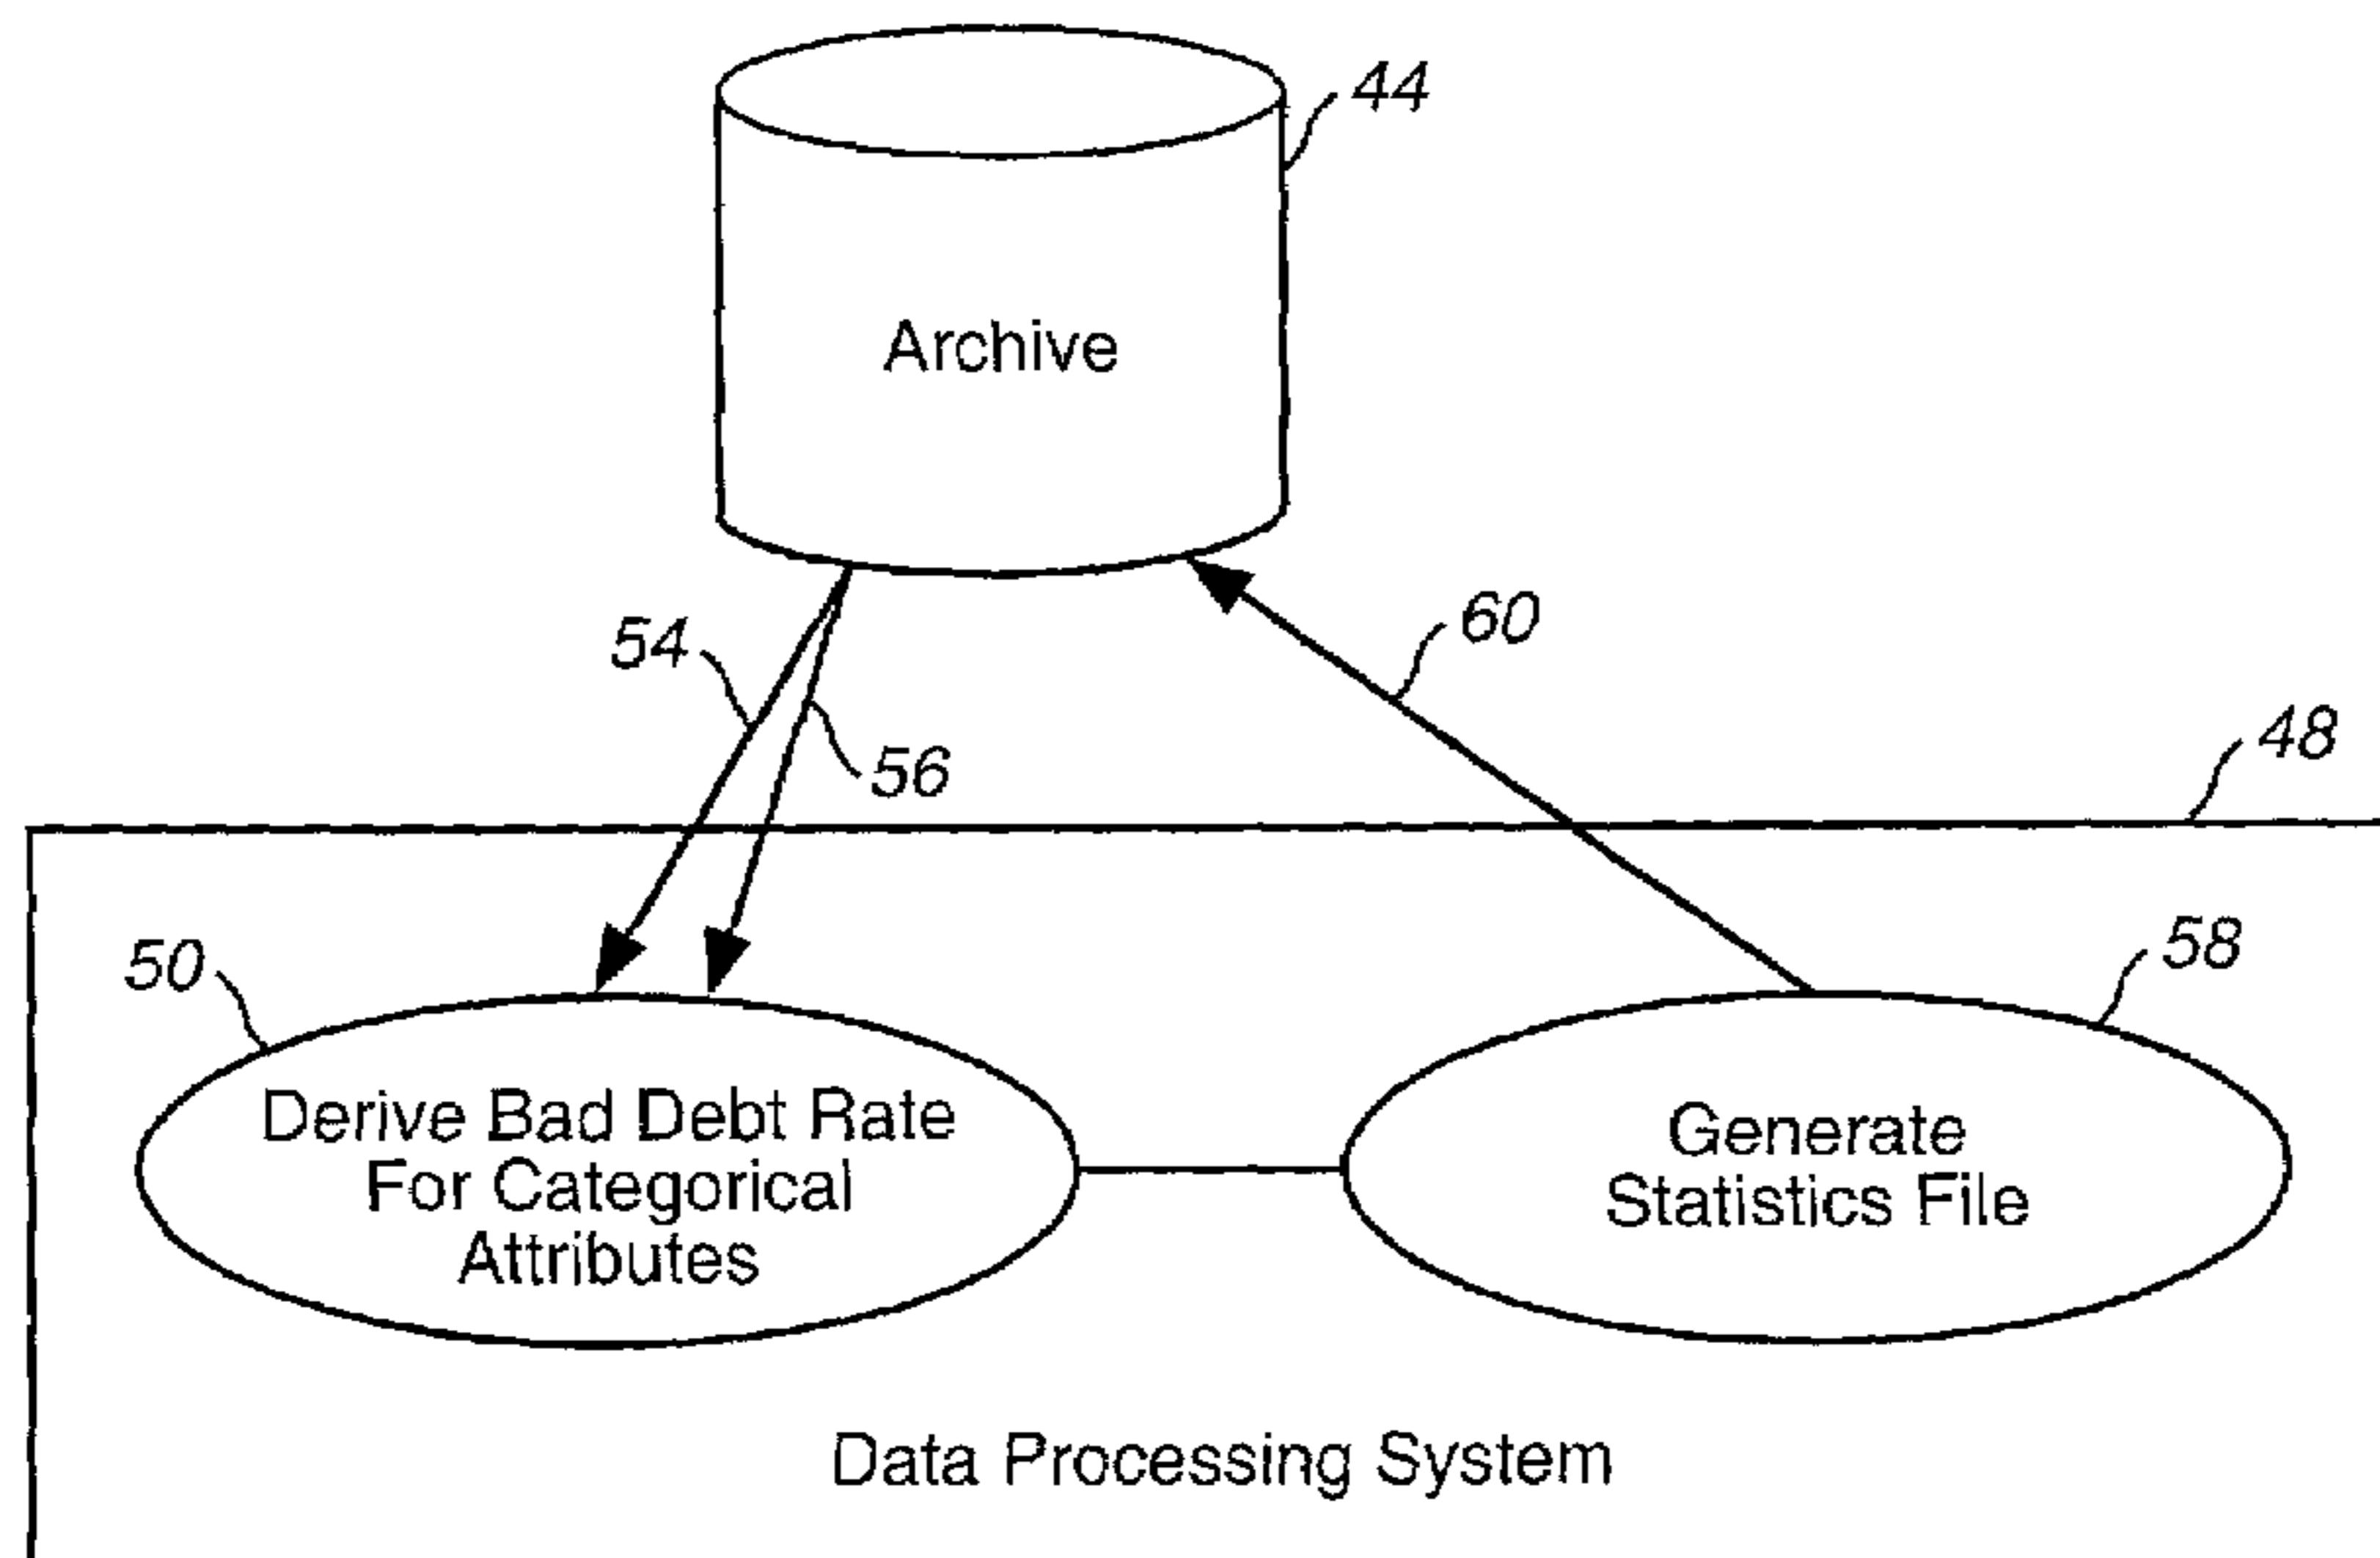 44
Archive
54
60
56
48
50
58
Derive Bad Debt Rate
For Categorical
Attributes
Generate
Statistics File
Data Processing System